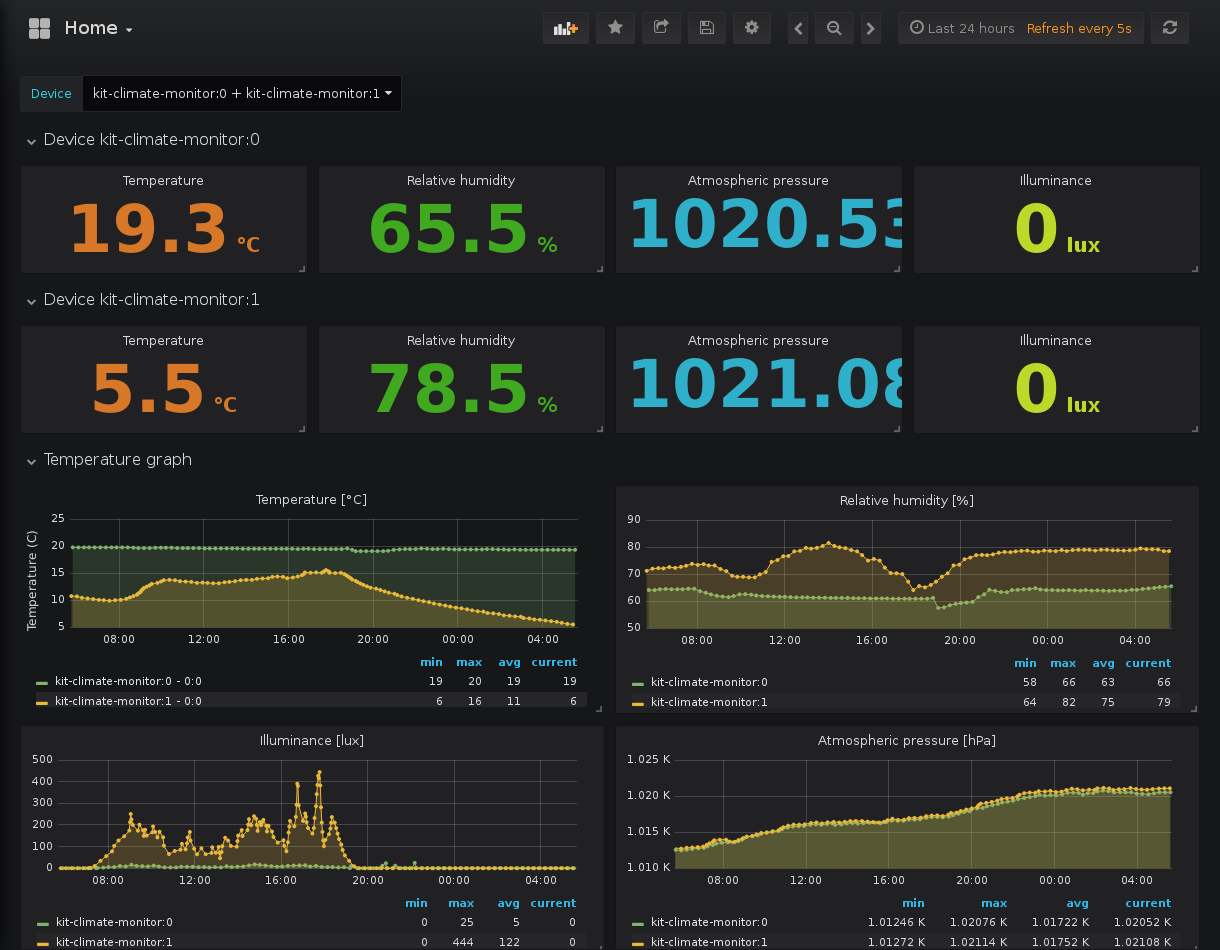 Home
Last 24 hours Refresh every 5s
Device kit-climate-monitor:0 + kit-climate-monitor:1
Device kit-climate-monitor:0
Temperature Relative humidity Atmospheric pressure Illuminance
19.3 °C 65.5 % 1020.53 0 lux
Device kit-climate-monitor:1
Temperature Relative humidity Atmospheric pressure Illuminance
5.5 °C 78.5 % 1021.08 0 lux
Temperature graph
Temperature [°C]
Temperature (C)
25
20
15
10
5
08:00 12:00 16:00 20:00 00:00 04:00
min max avg current
kit-climate-monitor:0 - 0:0 19 20 19 19
kit-climate-monitor:1 - 0:0 6 16 11 6
Relative humidity [%]
90
80
70
60
50
08:00 12:00 16:00 20:00 00:00 04:00
min max avg current
kit-climate-monitor:0 58 66 63 66
kit-climate-monitor:1 64 82 75 79
Illuminance [lux]
500
400
300
200
100
0
08:00 12:00 16:00 20:00 00:00 04:00
min max avg current
kit-climate-monitor:0 0 25 5 0
kit-climate-monitor:1 0 444 122 0
Atmospheric pressure [hPa]
1.025 K
1.020 K
1.015 K
1.010 K
08:00 12:00 16:00 20:00 00:00 04:00
min max avg current
kit-climate-monitor:0 1.01246 K 1.02076 K 1.01722 K 1.02052 K
kit-climate-monitor:1 1.01272 K 1.02114 K 1.01752 K 1.02108 K